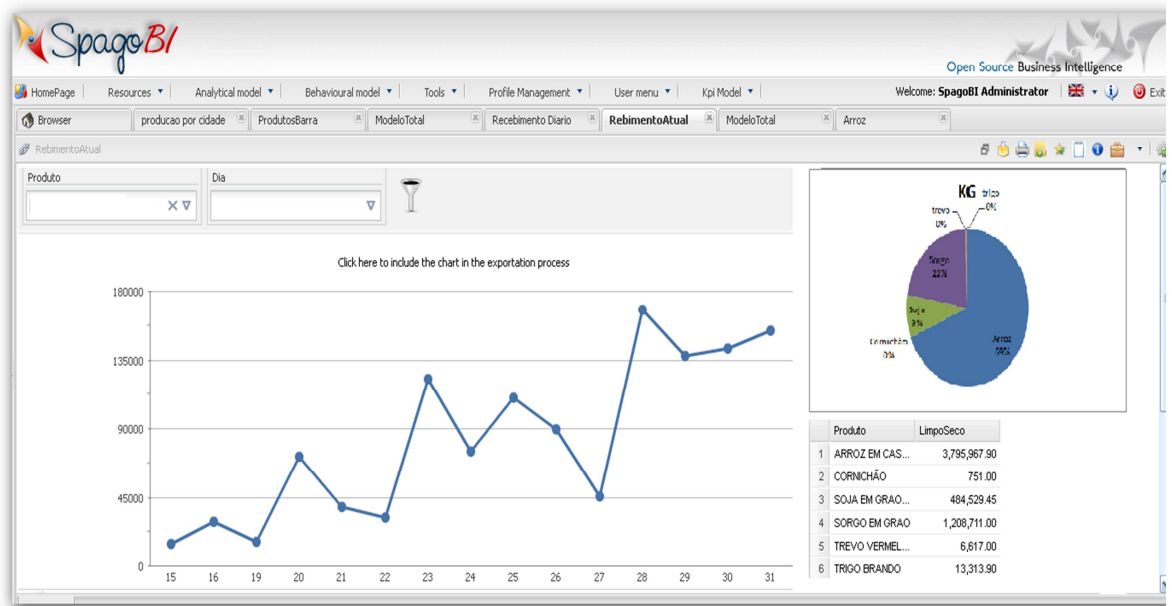 SpagoBI
Open Source Business Intelligence
HomePage Resources Analytical model Behavioural model Tools Profile Management User menu Kpi Model Welcome: SpagoBI Administrator Exit
Browser producao por cidade ProdutosBarra ModeloTotal Recebimento Diario RebimentoAtual ModeloTotal Arroz
RebimentoAtual
Produto Dia
Click here to include the chart in the exportation process
180000
135000
90000
45000
0
15 16 19 20 21 22 23 24 25 26 27 28 29 30 31
KG
trigo
0%
trevo
0%
Sorgo
22%
Soja
9%
Cornichão
0%
Arroz
69%
Produto LimpoSeco
1 ARROZ EM CAS... 3,795,967.90
2 CORNICHÃO 751.00
3 SOJA EM GRAO... 484,529.45
4 SORGO EM GRAO 1,208,711.00
5 TREVO VERMEL... 6,617.00
6 TRIGO BRANDO 13,313.90